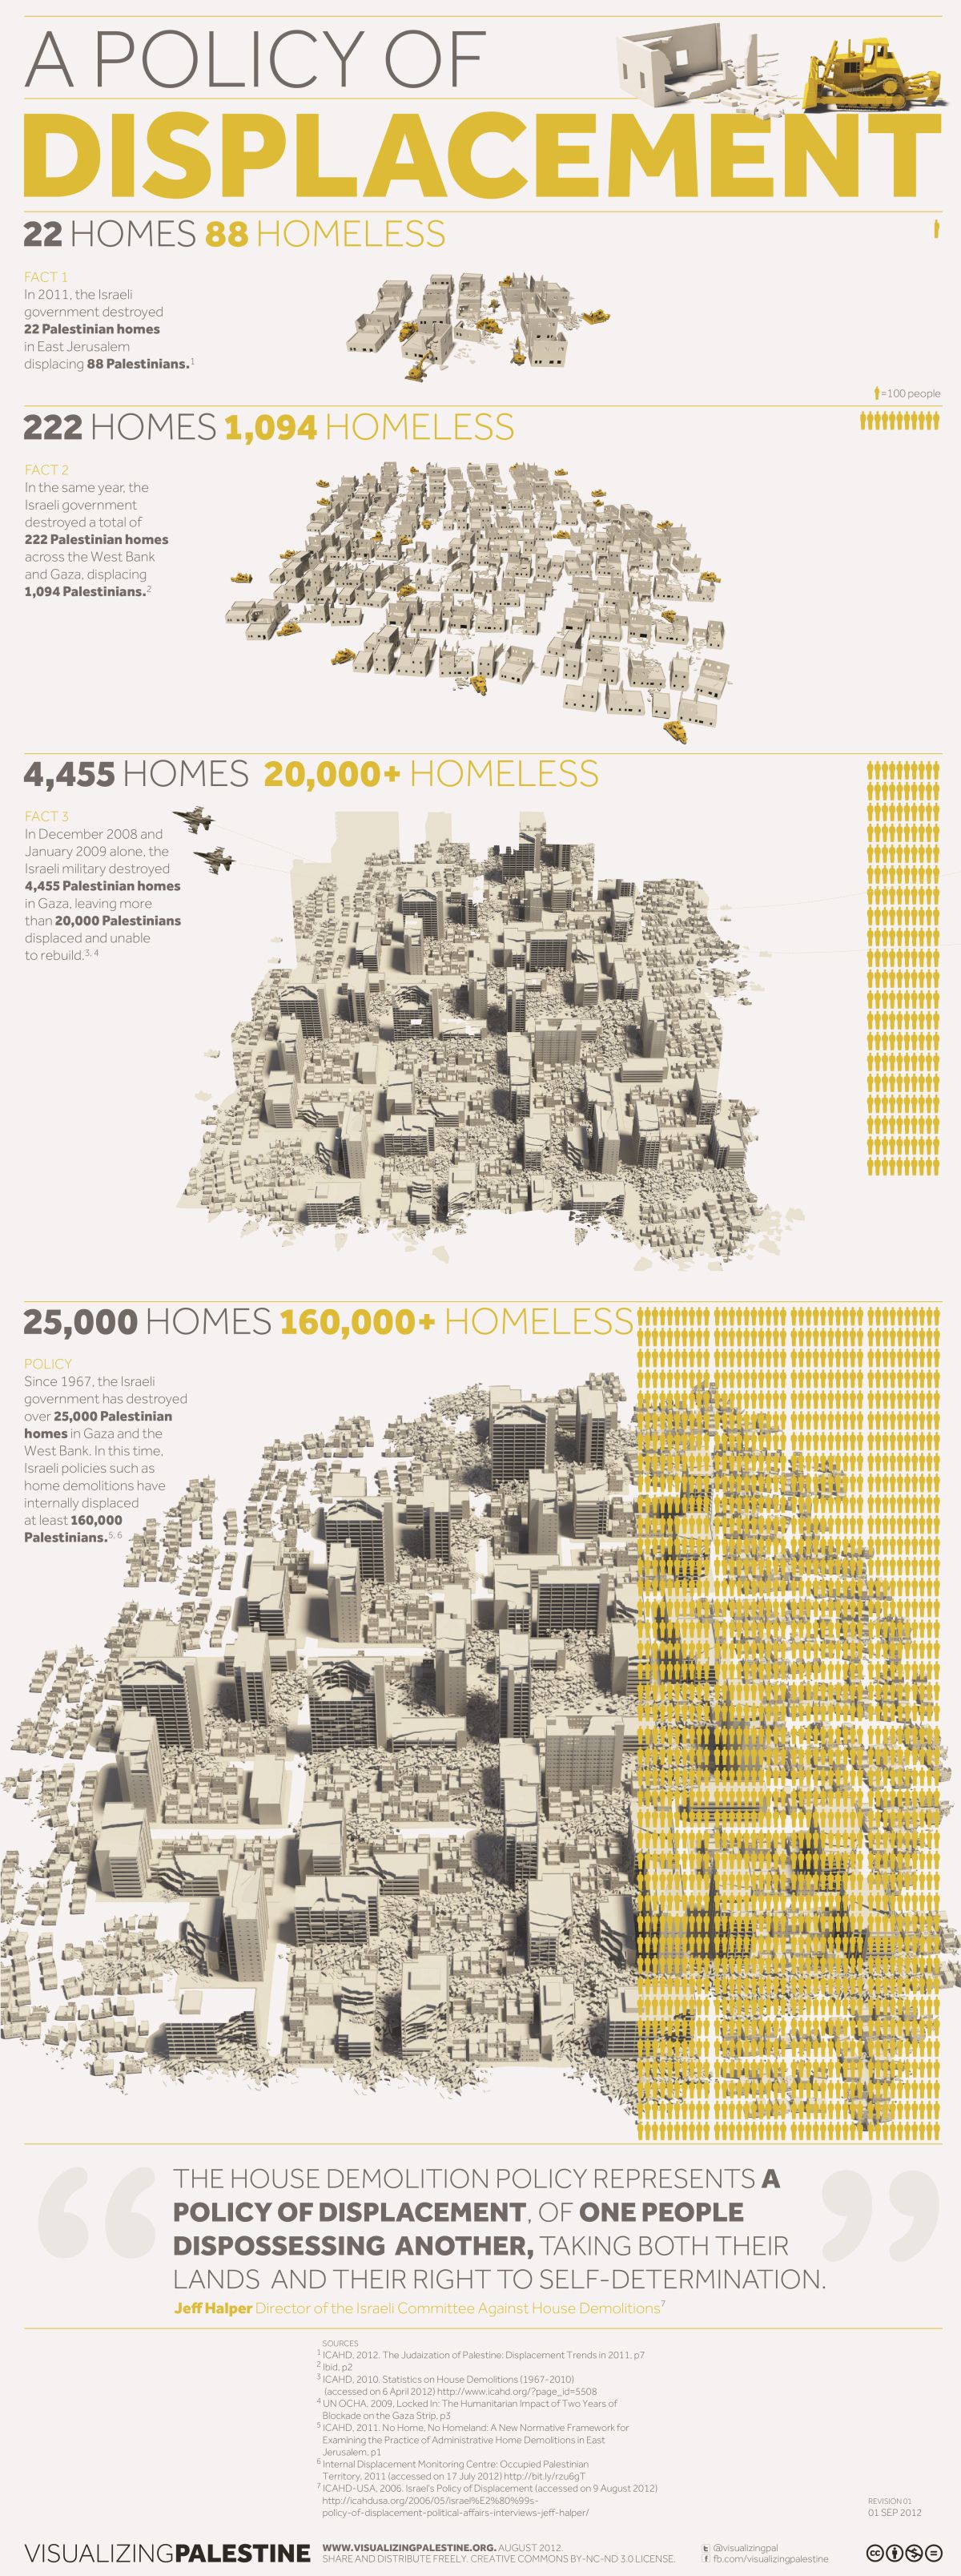 A POLICY OF
DISPLACEMENT
22 HOMES 88 HOMELESS
FACT 1
In 2011, the Israeli
government destroyed
22 Palestinian homes
in East Jerusalem
displacing 88 Palestinians.1
=100 people
222 HOMES 1,094 HOMELESS
FACT 2
In the same year, the
Israeli government
destroyed a total of
222 Palestinian homes
across the West Bank
and Gaza, displacing
1,094 Palestinians.2
4,455 HOMES 20,000+ HOMELESS
FACT 3
In December 2008 and
January 2009 alone, the
Israeli military destroyed
4,455 Palestinian homes
in Gaza, leaving more
than 20,000 Palestinians
displaced and unable
to rebuild.3, 4
25,000 HOMES 160,000+ HOMELESS
POLICY
Since 1967, the Israeli
government has destroyed
over 25,000 Palestinian
homes in Gaza and the
West Bank. In this time,
Israeli policies such as
home demolitions have
internally displaced
at least 160,000
Palestinians.5, 6
“ THE HOUSE DEMOLITION POLICY REPRESENTS A
POLICY OF DISPLACEMENT, OF ONE PEOPLE
DISPOSSESSING ANOTHER, TAKING BOTH THEIR
LANDS AND THEIR RIGHT TO SELF-DETERMINATION. ”
Jeff Halper Director of the Israeli Committee Against House Demolitions7
SOURCES
1 ICAHD, 2012. The Judaization of Palestine: Displacement Trends in 2011, p7
2 Ibid, p2
3 ICAHD, 2010. Statistics on House Demolitions (1967-2010)
(accessed on 6 April 2012) http://www.icahd.org/?page_id=5508
4 UN OCHA, 2009, Locked In: The Humanitarian Impact of Two Years of
Blockade on the Gaza Strip, p3
5 ICAHD, 2011. No Home, No Homeland: A New Normative Framework for
Examining the Practice of Administrative Home Demolitions in East
Jerusalem, p1
6 Internal Displacement Monitoring Centre: Occupied Palestinian
Territory, 2011 (accessed on 17 July 2012) http://bit.ly/rzu6gT
7 ICAHD-USA, 2006. Israel's Policy of Displacement (accessed on 9 August 2012)
http://icahdusa.org/2006/05/israel%E2%80%99s-
policy-of-displacement-political-affairs-interviews-jeff-halper/
REVISION 01
01 SEP 2012
VISUALIZINGPALESTINE
WWW.VISUALIZINGPALESTINE.ORG. AUGUST 2012.
SHARE AND DISTRIBUTE FREELY. CREATIVE COMMONS BY-NC-ND 3.0 LICENSE.
@visualizingpal
fb.com/visualizingpalestine
cc